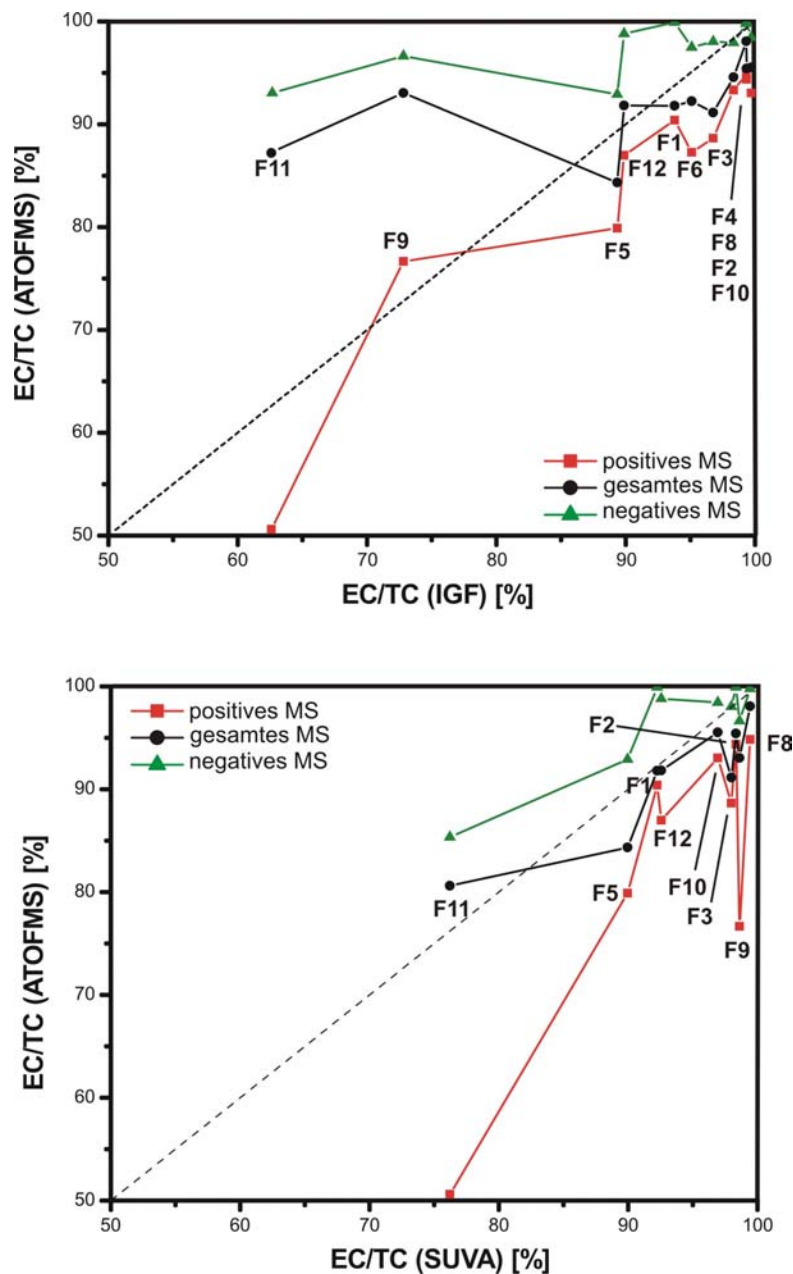 100
90
80
70
60
50
EC/TC (ATOFMS) [%]
F11
F9
F5
F12
F1
F6
F3
F4
F8
F2
F10
positives MS
gesamtes MS
negatives MS
50
60
70
80
90
100
EC/TC (IGF) [%]
100
90
80
70
60
50
EC/TC (ATOFMS) [%]
positives MS
gesamtes MS
negatives MS
F2
F8
F1
F12
F11
F5
F10
F3
F9
50
60
70
80
90
100
EC/TC (SUVA) [%]